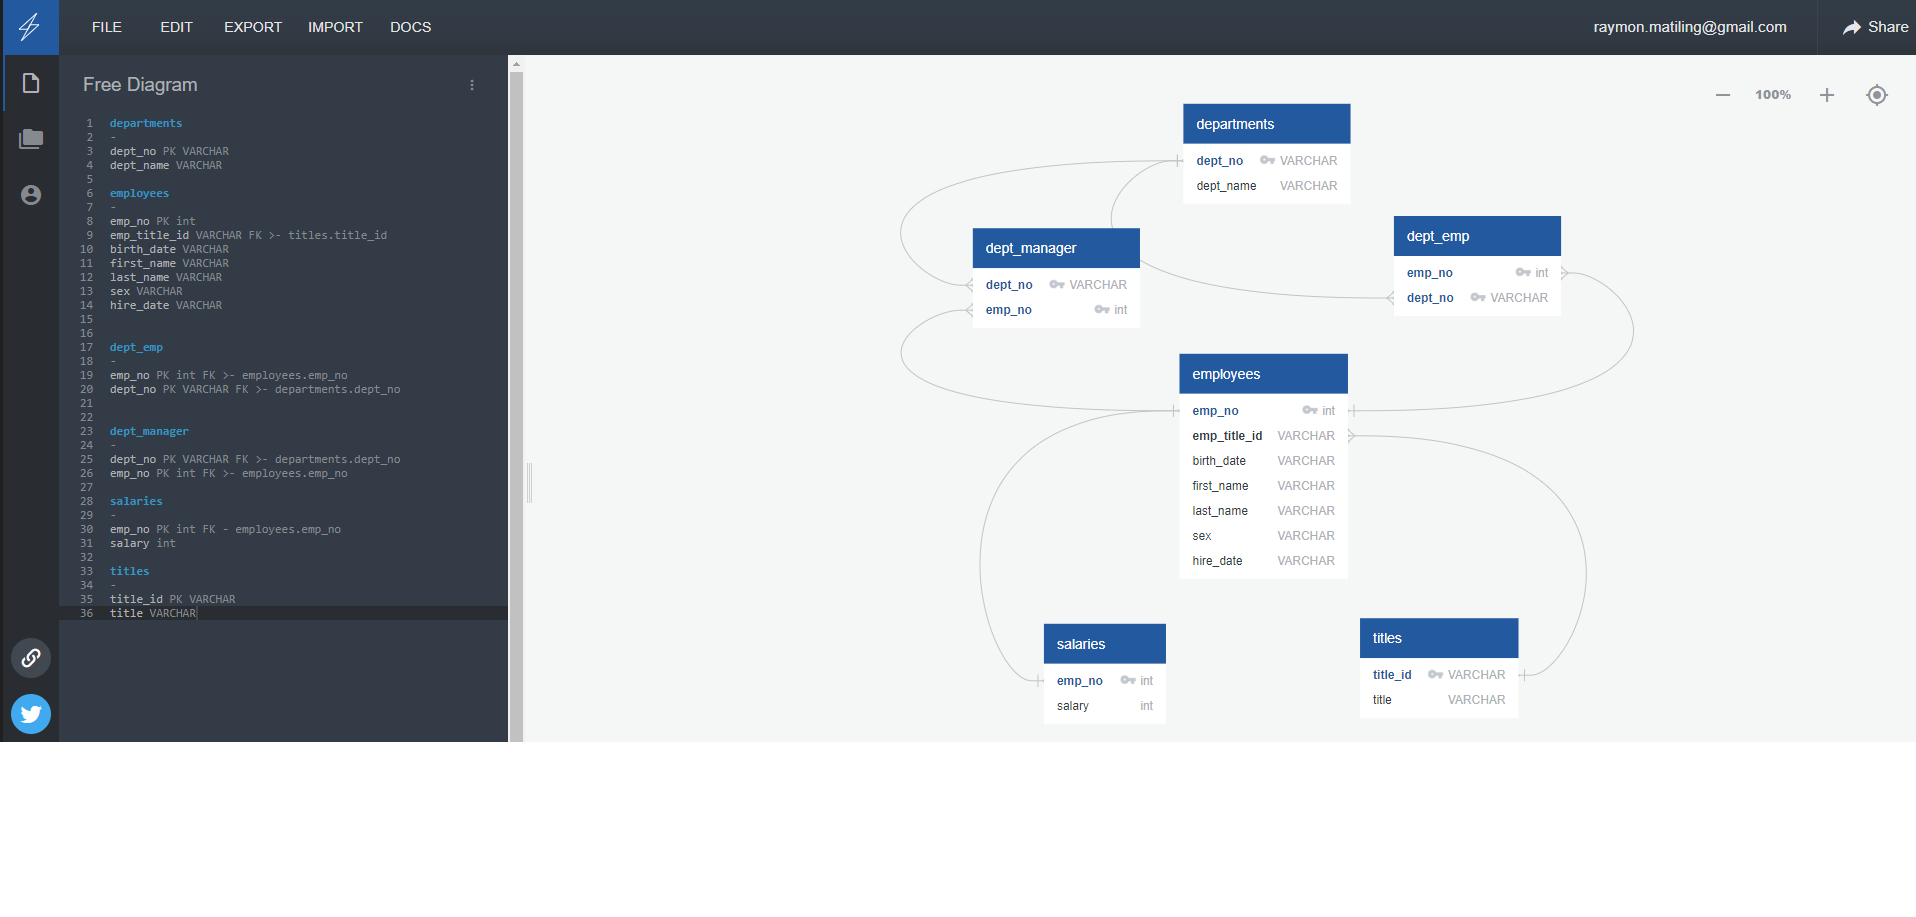 FILE EDIT EXPORT IMPORT DOCS raymon.matiling@gmail.com Share
Free Diagram
1 departments
2 -
3 dept_no PK VARCHAR
4 dept_name VARCHAR
5
6 employees
7 -
8 emp_no PK int
9 emp_title_id VARCHAR FK >- titles.title_id
10 birth_date VARCHAR
11 first_name VARCHAR
12 last_name VARCHAR
13 sex VARCHAR
14 hire_date VARCHAR
15
16
17 dept_emp
18 -
19 emp_no PK int FK >- employees.emp_no
20 dept_no PK VARCHAR FK >- departments.dept_no
21
22
23 dept_manager
24 -
25 dept_no PK VARCHAR FK >- departments.dept_no
26 emp_no PK int FK >- employees.emp_no
27
28 salaries
29 -
30 emp_no PK int FK - employees.emp_no
31 salary int
32
33 titles
34 -
35 title_id PK VARCHAR
36 title VARCHAR
100%
departments
dept_no VARCHAR
dept_name VARCHAR
dept_manager
dept_no VARCHAR
emp_no int
dept_emp
emp_no int
dept_no VARCHAR
employees
emp_no int
emp_title_id VARCHAR
birth_date VARCHAR
first_name VARCHAR
last_name VARCHAR
sex VARCHAR
hire_date VARCHAR
salaries
emp_no int
salary int
titles
title_id VARCHAR
title VARCHAR